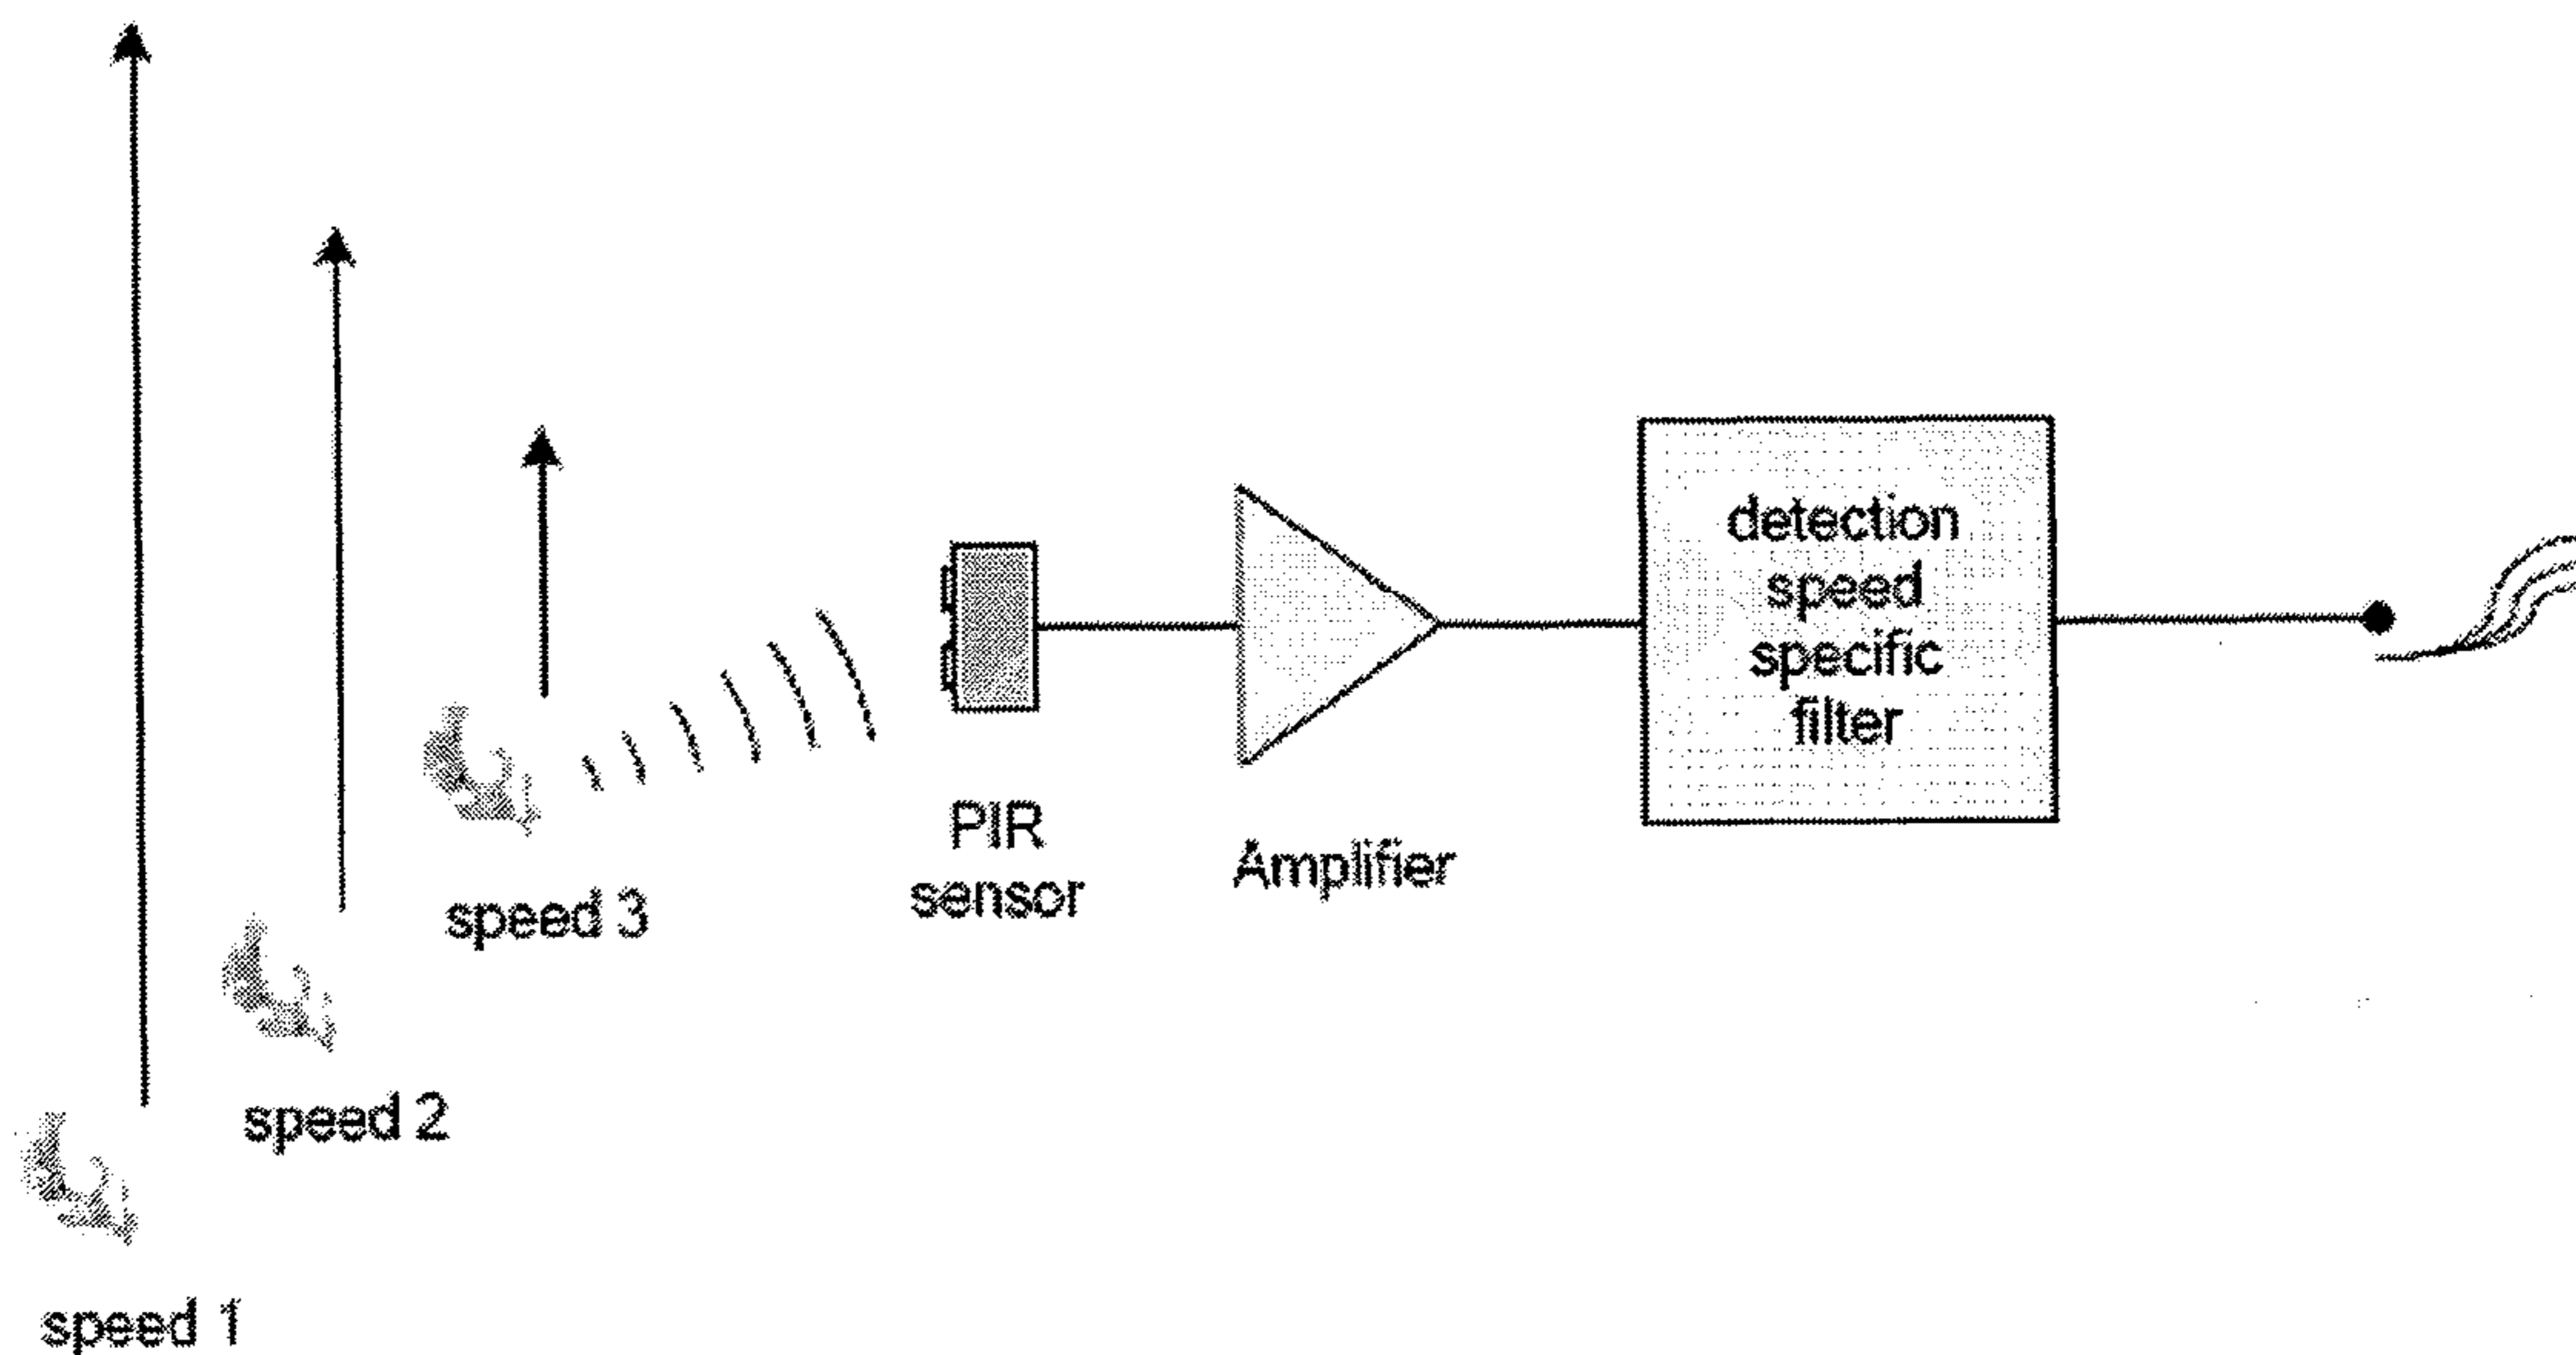 detection
speed
specific
filter
PIR
sensor
Amplifier
speed 3
speed 2
speed 1